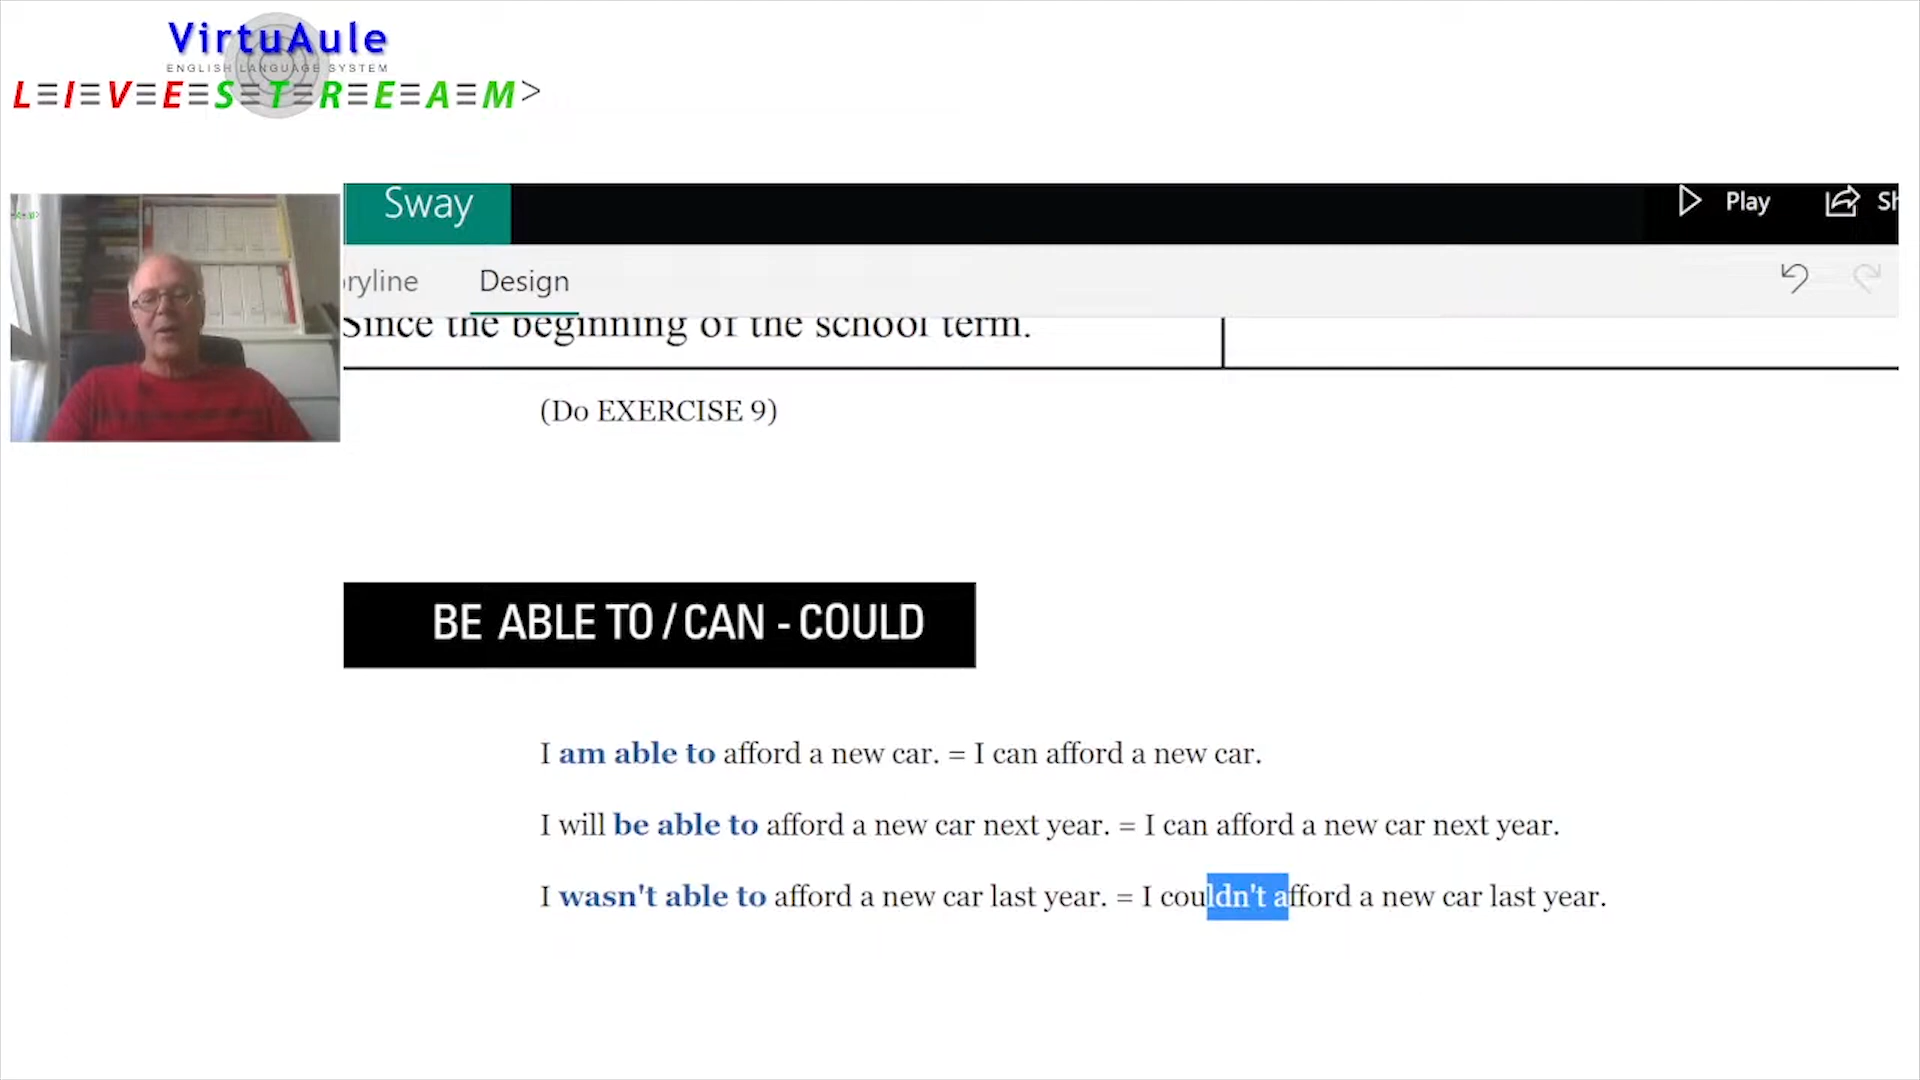 VirtuAule
ENGLISH LANGUAGE SYSTEM
L≡I≡V≡E≡S≡T≡R≡E≡A≡M>
Sway
Play
Sh
ryline
Design
Since the beginning of the school term.
(Do EXERCISE 9)
BE ABLE TO / CAN - COULD
I am able to afford a new car. = I can afford a new car.
I will be able to afford a new car next year. = I can afford a new car next year.
I wasn't able to afford a new car last year. = I couldn't afford a new car last year.